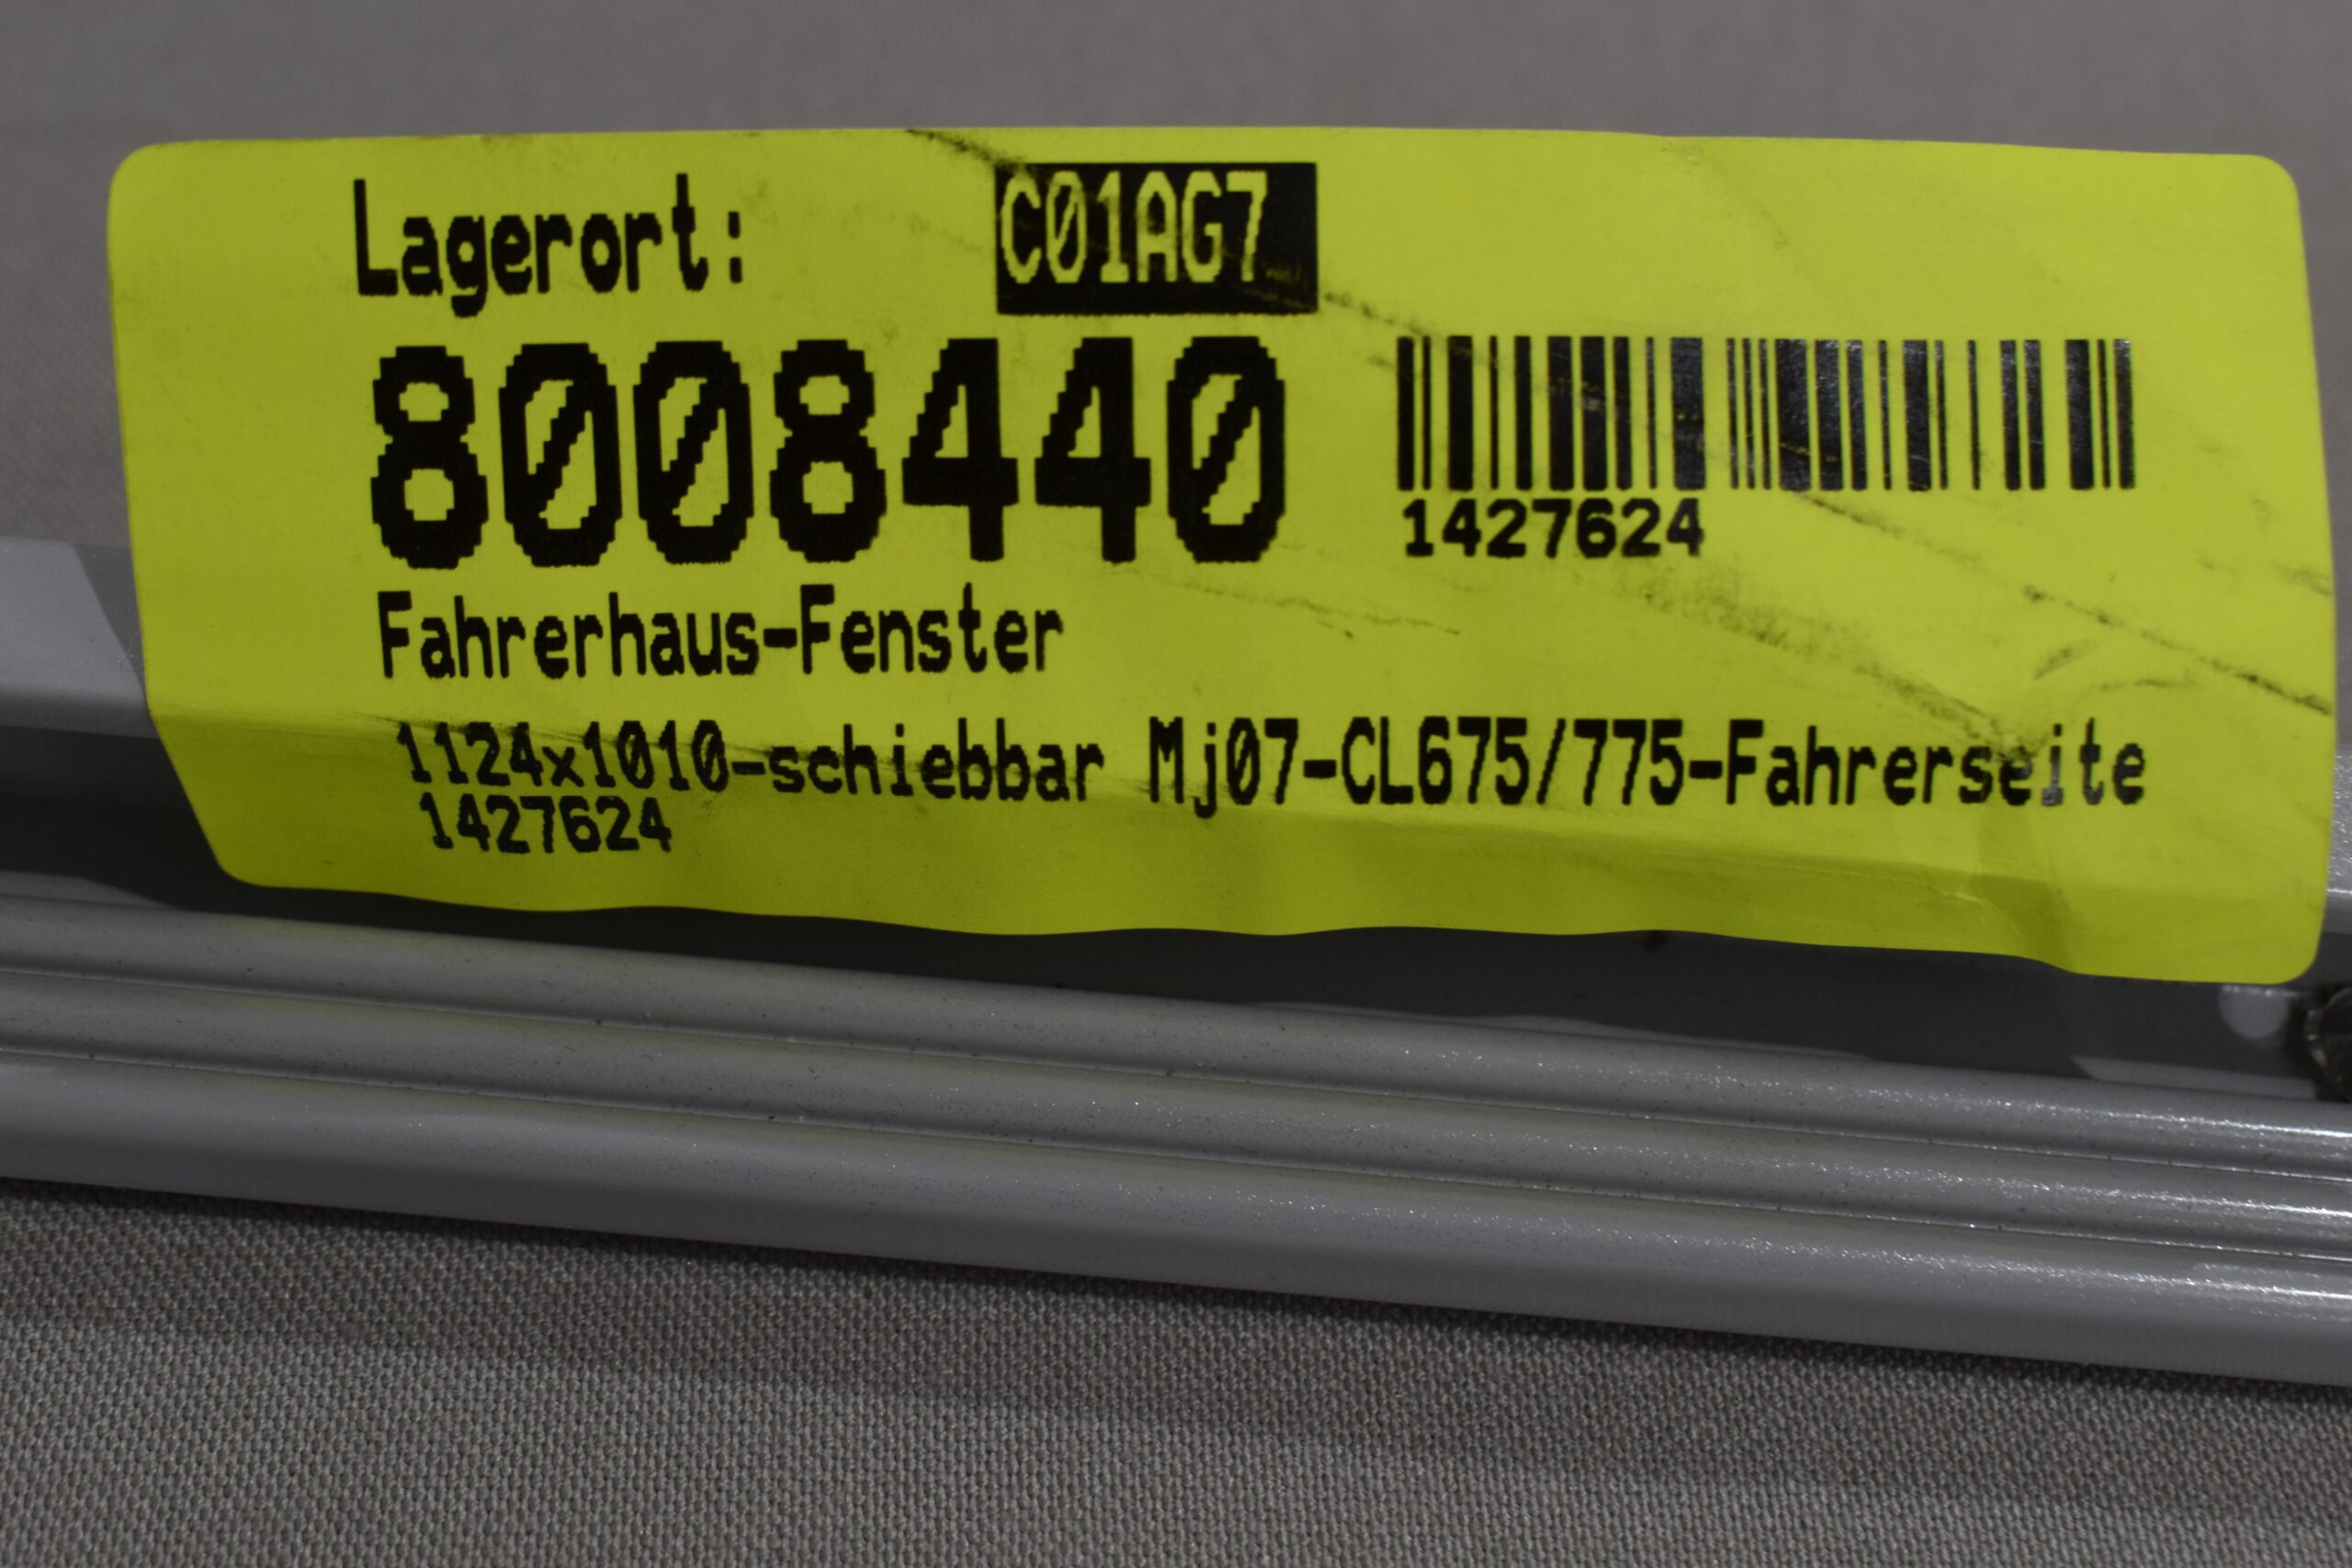 Lagerort: C01AG7
8008440
1427624
Fahrerhaus-Fenster
1124x1010-schiebbar Mj07-CL675/775-Fahrerseite
1427624